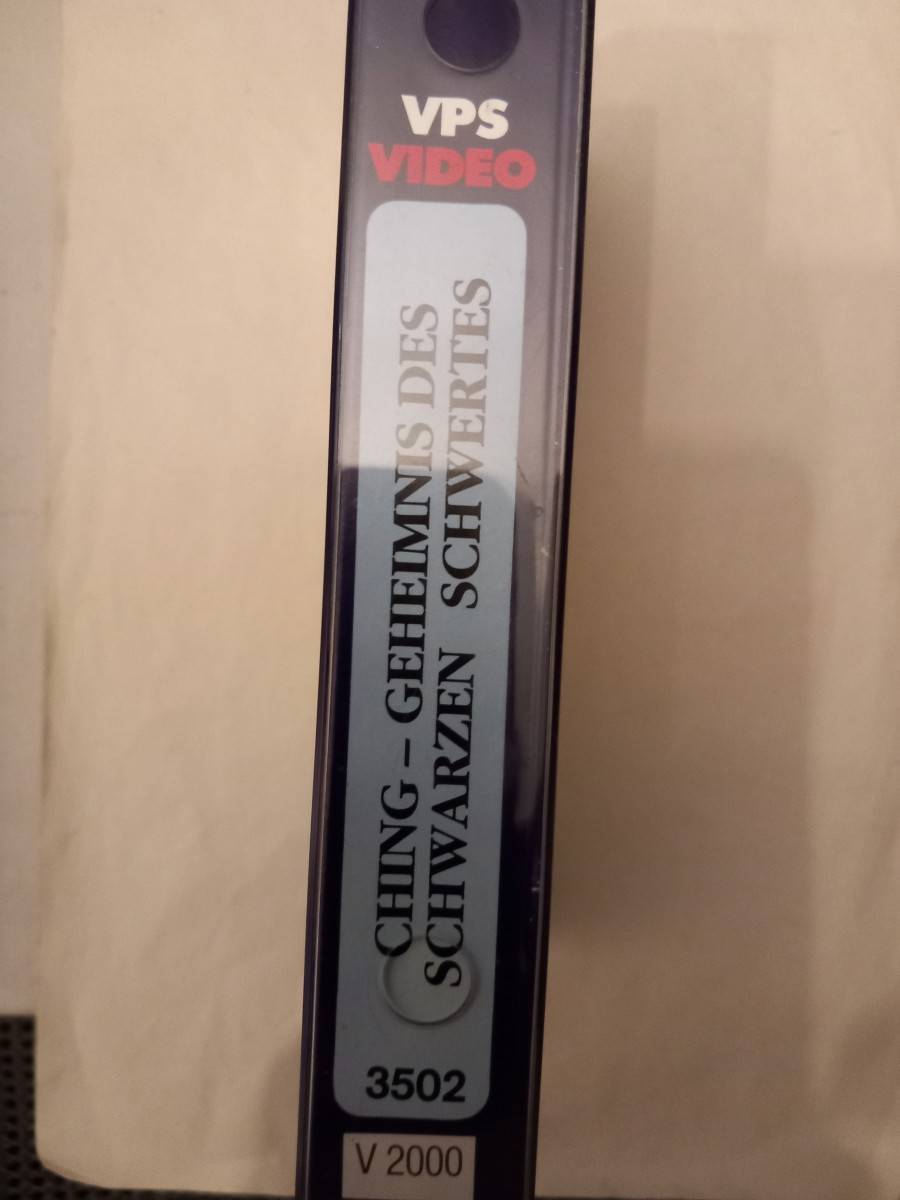 VPS
VIDEO
CHING – GEHEIMNIS DES
SCHWARZEN SCHWERTES
3502
V 2000